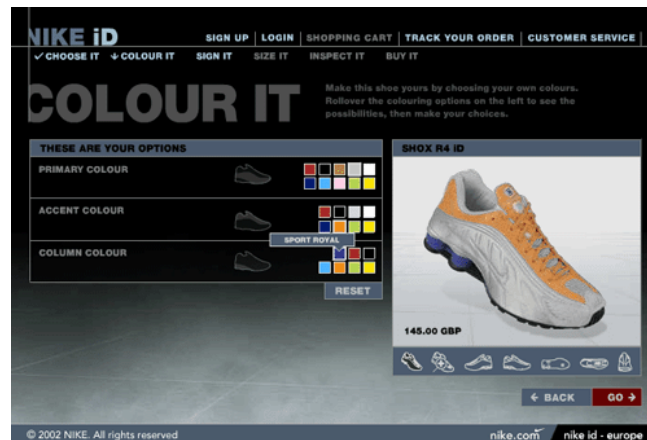 NIKE iD
SIGN UP | LOGIN | SHOPPING CART | TRACK YOUR ORDER | CUSTOMER SERVICE
CHOOSE IT COLOUR IT SIGN IT SIZE IT INSPECT IT BUY IT
COLOUR IT
Make this shoe yours by choosing your own colours.
Rollover the colouring options on the left to see the
possibilities, then make your choices.
THESE ARE YOUR OPTIONS
PRIMARY COLOUR
ACCENT COLOUR
SPORT ROYAL
COLUMN COLOUR
RESET
SHOX R4 iD
145.00 GBP
BACK
GO
© 2002 NIKE. All rights reserved
nike.com
nike id - europe